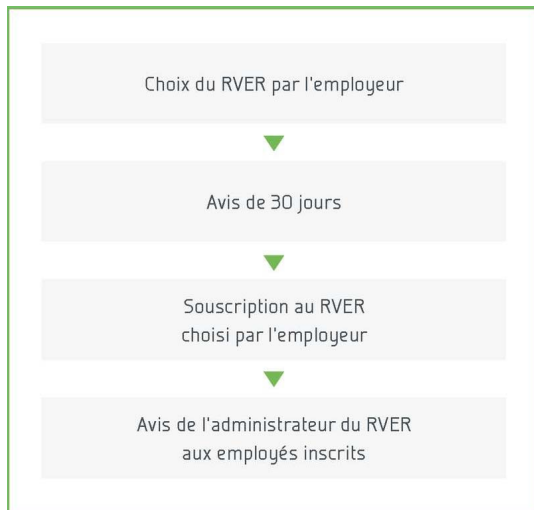 Choix du RVER par l'employeur
Avis de 30 jours
Souscription au RVER
choisi par l'employeur
Avis de l'administrateur du RVER
aux employés inscrits